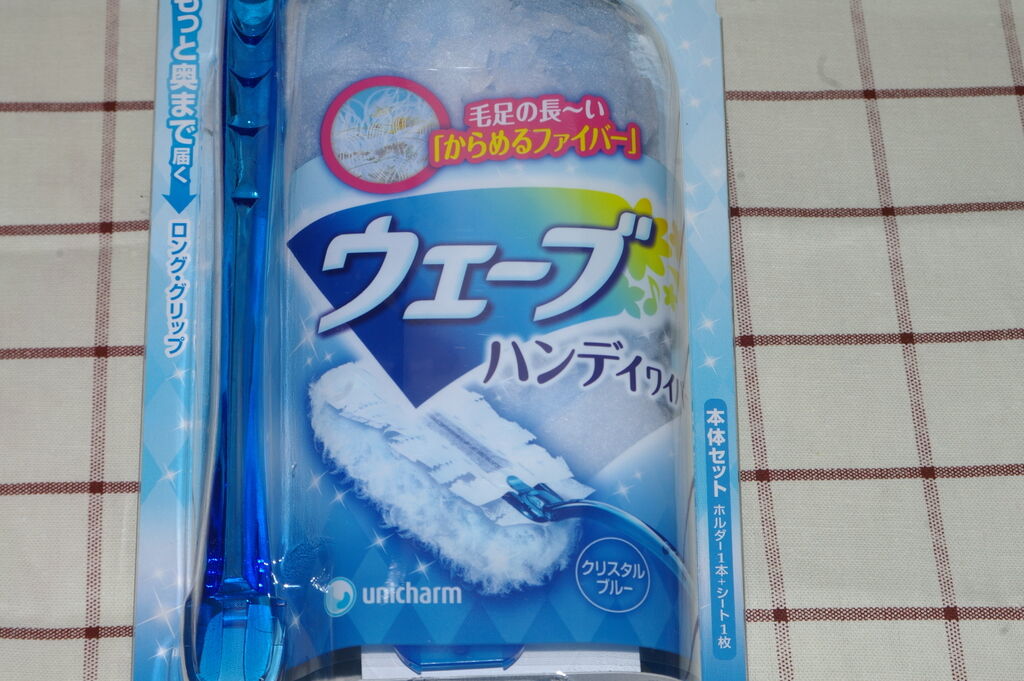 もっと奥まで届く
ロング・グリップ
毛足の長〜い
「からめるファイバー」
ウェーブ
ハンディワイパー
本体セット ホルダー1本+シート1枚
クリスタル
ブルー
unicharm